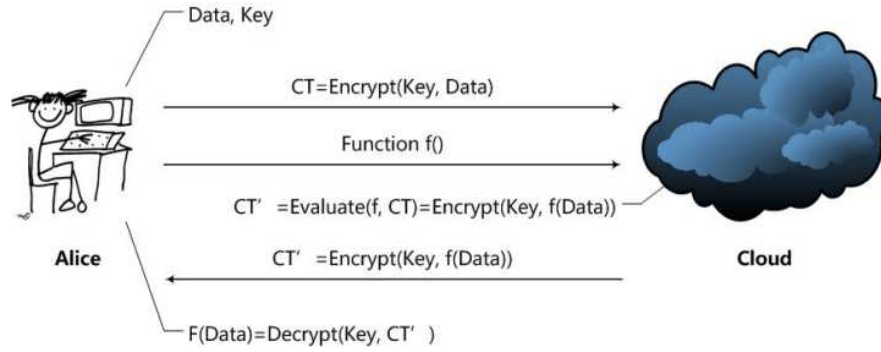 Data, Key
CT=Encrypt(Key, Data)
Function f()
CT′ =Evaluate(f, CT)=Encrypt(Key, f(Data))
Alice
CT′ =Encrypt(Key, f(Data))
Cloud
F(Data)=Decrypt(Key, CT′ )